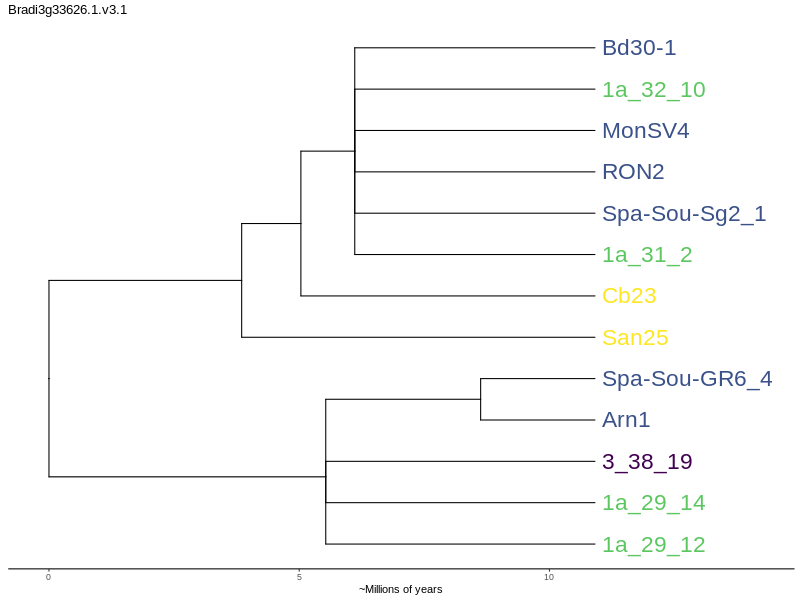 Bradi3g33626.1.v3.1
Bd30-1
1a_32_10
MonSV4
RON2
Spa-Sou-Sg2_1
1a_31_2
Cb23
San25
Spa-Sou-GR6_4
Arn1
3_38_19
1a_29_14
1a_29_12
0 5 10
~Millions of years